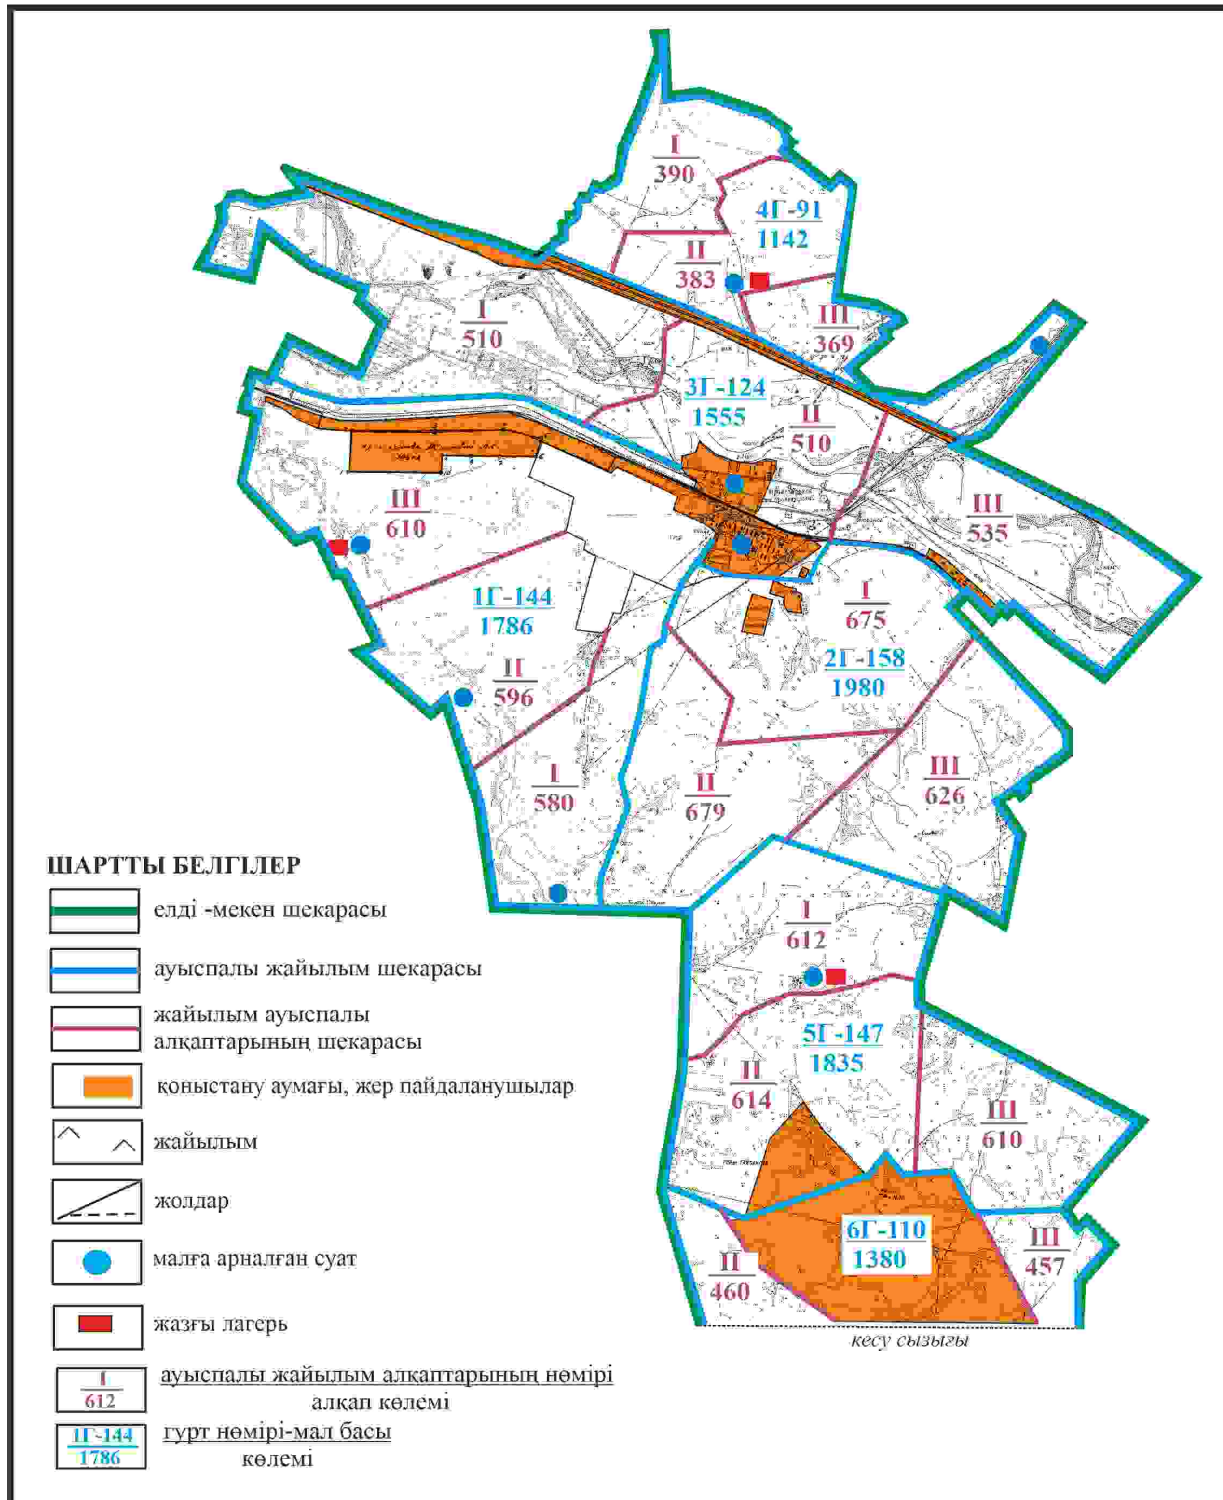 I
390
4Г-91
1142
II
383
III
369
I
510
3Г-124
1555
II
510
III
535
III
610
1Г-144
1786
I
675
2Г-158
1980
II
596
I
580
II
679
III
626
I
612
5Г-147
1835
II
614
III
610
6Г-110
1380
II
460
III
457
кесу сызығы
ШАРТТЫ БЕЛГІЛЕР
елді -мекен шекарасы
ауыспалы жайылым шекарасы
жайылым ауыспалы
алқаптарының шекарасы
қоныстану аумағы, жер пайдаланушылар
жайылым
жолдар
малға арналған суат
жазғы лагерь
I
612
ауыспалы жайылым алқаптарының нөмірі
алқап көлемі
1Г-144
1786
гурт нөмірі-мал басы
көлемі